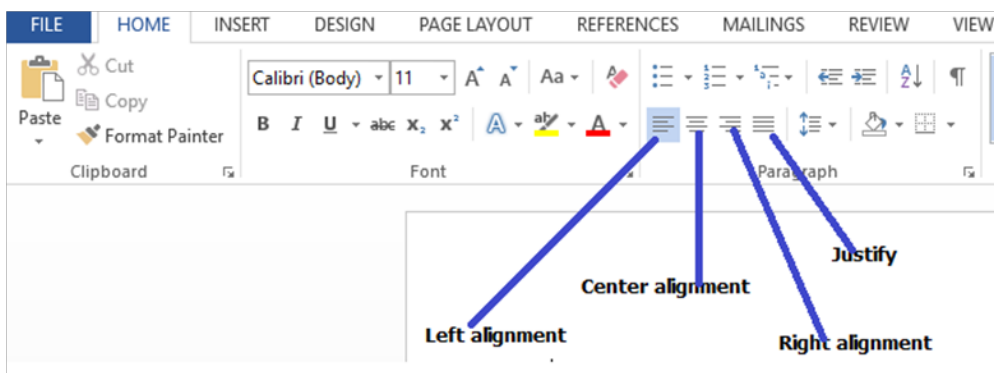 FILE HOME INSERT DESIGN PAGE LAYOUT REFERENCES MAILINGS REVIEW VIEW
Cut
Copy
Paste
Format Painter
Clipboard
Calibri (Body) 11 A A Aa
B I U abc X₂ X² A aby A
Font
A Z ¶
Paragraph
Justify
Center alignment
Left alignment
Right alignment